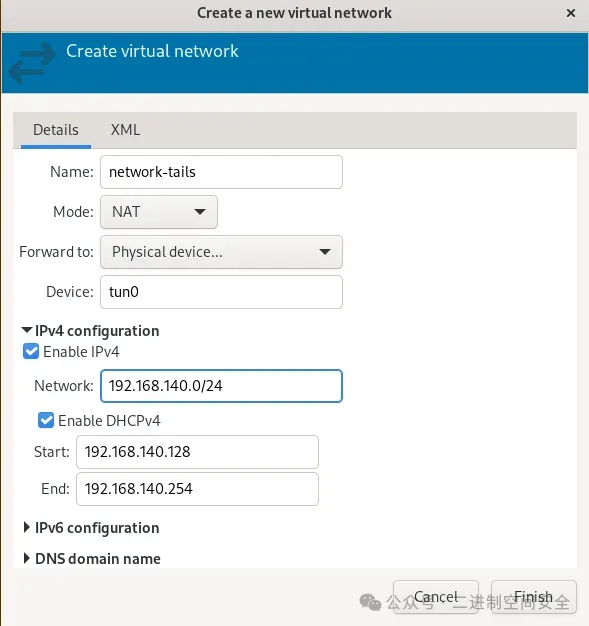 Create a new virtual network ×
Create virtual network
Details XML
Name: network-tails
Mode: NAT
Forward to: Physical device...
Device: tun0
IPv4 configuration
Enable IPv4
Network: 192.168.140.0/24
Enable DHCPv4
Start: 192.168.140.128
End: 192.168.140.254
IPv6 configuration
DNS domain name
Cancel Finish
公众号 · 二进制空间安全